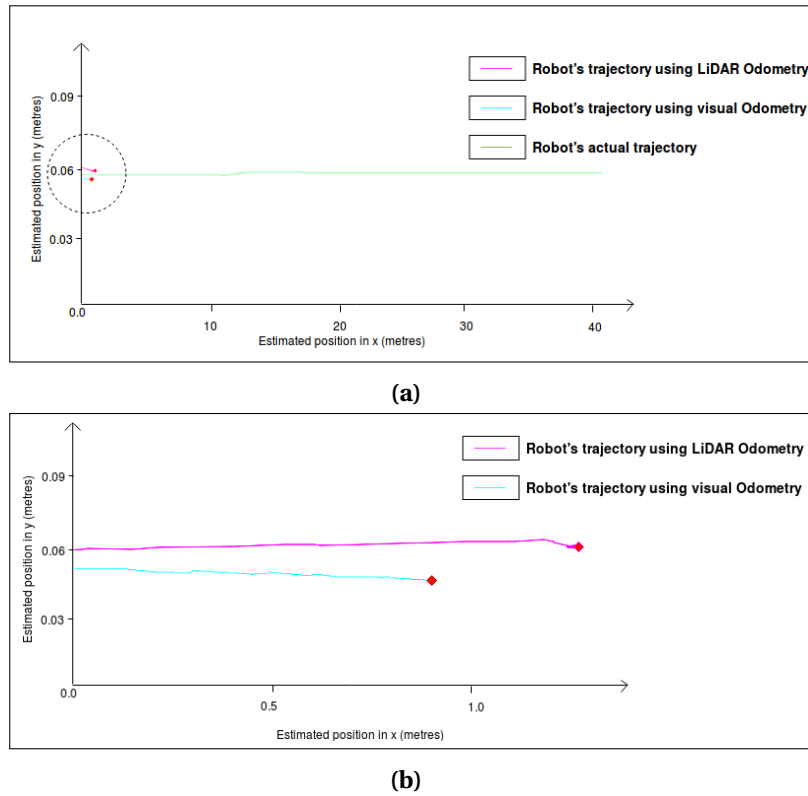 Robot's trajectory using LiDAR Odometry
Robot's trajectory using visual Odometry
Robot's actual trajectory
Estimated position in y (metres)
0.09
0.06
0.03
0.0
10
20
30
40
Estimated position in x (metres)
(a)
Robot's trajectory using LiDAR Odometry
Robot's trajectory using visual Odometry
Estimated position in y (metres)
0.09
0.06
0.03
0.0
0.5
1.0
Estimated position in x (metres)
(b)